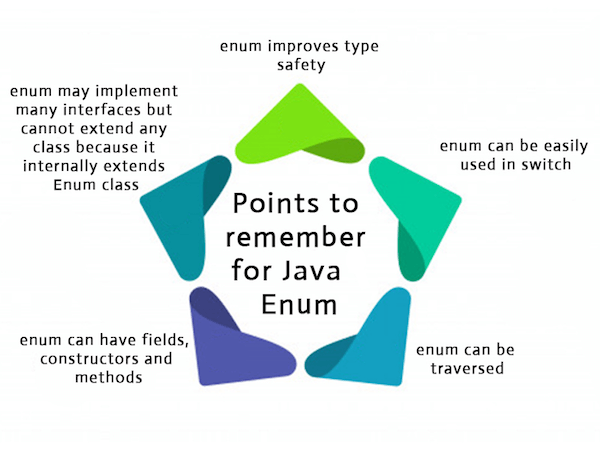 enum improves type
safety
enum may implement
many interfaces but
cannot extend any
class because it
internally extends
Enum class
enum can be easily
used in switch
Points to
remember
for Java
Enum
enum can have fields,
constructors and
methods
enum can be
traversed